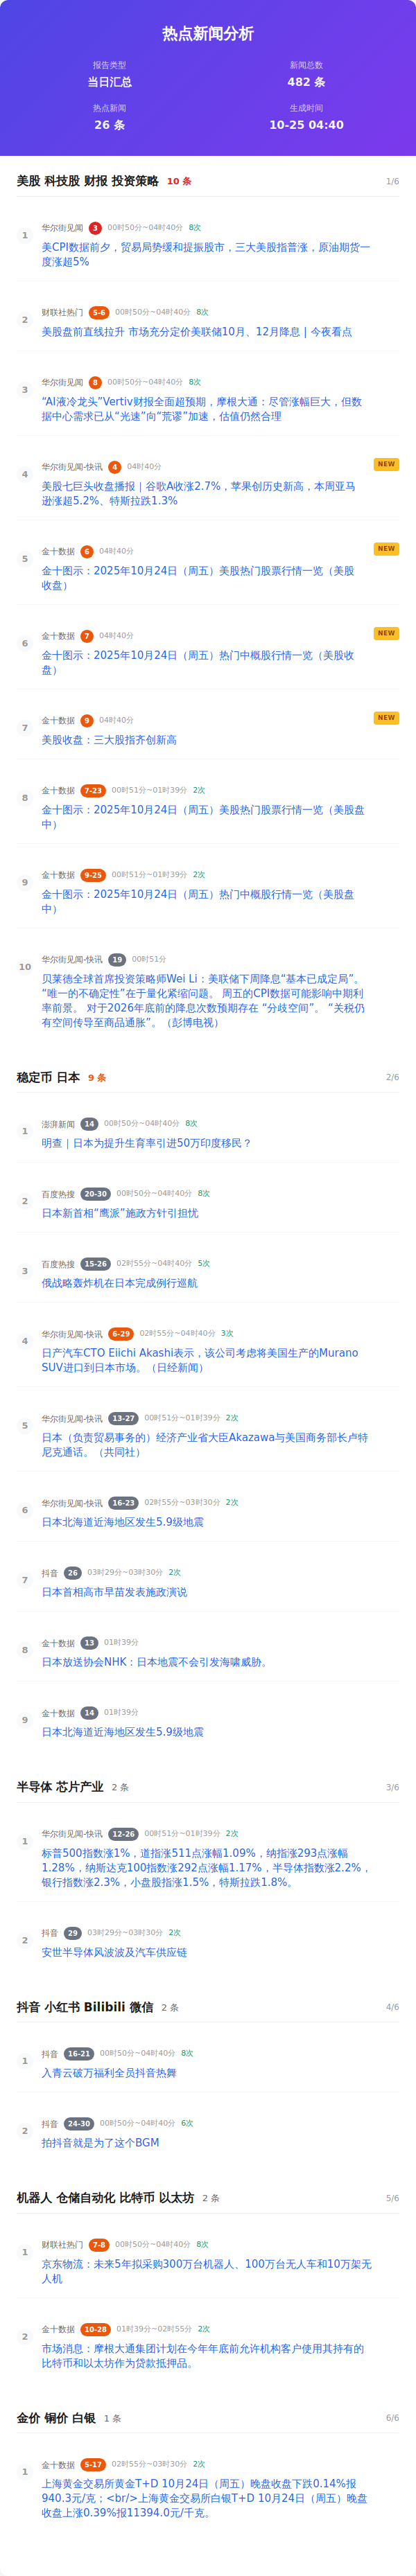 热点新闻分析
报告类型
当日汇总
新闻总数
482 条
热点新闻
26 条
生成时间
10-25 04:40
美股 科技股 财报 投资策略 10 条 1/6
1
华尔街见闻 3 00时50分~04时40分 8次
美CPI数据前夕，贸易局势缓和提振股市，三大美股指普涨，原油期货一
度涨超5%
2
财联社热门 5-6 00时50分~04时40分 8次
美股盘前直线拉升 市场充分定价美联储10月、12月降息 | 今夜看点
3
华尔街见闻 8 00时50分~04时40分 8次
“AI液冷龙头”Vertiv财报全面超预期，摩根大通：尽管涨幅巨大，但数
据中心需求已从“光速”向“荒谬”加速，估值仍然合理
4
华尔街见闻-快讯 4 04时40分 NEW
美股七巨头收盘播报｜谷歌A收涨2.7%，苹果创历史新高，本周亚马
逊涨超5.2%、特斯拉跌1.3%
5
金十数据 6 04时40分 NEW
金十图示：2025年10月24日（周五）美股热门股票行情一览（美股
收盘）
6
金十数据 7 04时40分 NEW
金十图示：2025年10月24日（周五）热门中概股行情一览（美股收
盘）
7
金十数据 9 04时40分 NEW
美股收盘：三大股指齐创新高
8
金十数据 7-23 00时51分~01时39分 2次
金十图示：2025年10月24日（周五）美股热门股票行情一览（美股盘
中）
9
金十数据 9-25 00时51分~01时39分 2次
金十图示：2025年10月24日（周五）热门中概股行情一览（美股盘
中）
10
华尔街见闻-快讯 19 00时51分
贝莱德全球首席投资策略师Wei Li：美联储下周降息“基本已成定局”。
“唯一的不确定性”在于量化紧缩问题。 周五的CPI数据可能影响中期利
率前景。 对于2026年底前的降息次数预期存在 “分歧空间”。 “关税仍
有空间传导至商品通胀”。（彭博电视）
稳定币 日本 9 条 2/6
1
澎湃新闻 14 00时50分~04时40分 8次
明查｜日本为提升生育率引进50万印度移民？
2
百度热搜 20-30 00时50分~04时40分 8次
日本新首相“鹰派”施政方针引担忧
3
百度热搜 15-26 02时55分~04时40分 5次
俄战略轰炸机在日本完成例行巡航
4
华尔街见闻-快讯 6-29 02时55分~04时40分 3次
日产汽车CTO Eiichi Akashi表示，该公司考虑将美国生产的Murano
SUV进口到日本市场。（日经新闻）
5
华尔街见闻-快讯 13-27 00时51分~01时39分 2次
日本（负责贸易事务的）经济产业省大臣Akazawa与美国商务部长卢特
尼克通话。（共同社）
6
华尔街见闻-快讯 16-23 02时55分~03时30分 2次
日本北海道近海地区发生5.9级地震
7
抖音 26 03时29分~03时30分 2次
日本首相高市早苗发表施政演说
8
金十数据 13 01时39分
日本放送协会NHK：日本地震不会引发海啸威胁。
9
金十数据 14 01时39分
日本北海道近海地区发生5.9级地震
半导体 芯片产业 2 条 3/6
1
华尔街见闻-快讯 12-26 00时51分~01时39分 2次
标普500指数涨1%，道指涨511点涨幅1.09%，纳指涨293点涨幅
1.28%，纳斯达克100指数涨292点涨幅1.17%，半导体指数涨2.2%，
银行指数涨2.3%，小盘股指涨1.5%，特斯拉跌1.8%。
2
抖音 29 03时29分~03时30分 2次
安世半导体风波波及汽车供应链
抖音 小红书 Bilibili 微信 2 条 4/6
1
抖音 16-21 00时50分~04时40分 8次
入青云破万福利全员抖音热舞
2
抖音 24-30 00时50分~04时40分 6次
拍抖音就是为了这个BGM
机器人 仓储自动化 比特币 以太坊 2 条 5/6
1
财联社热门 7-8 00时50分~04时40分 8次
京东物流：未来5年拟采购300万台机器人、100万台无人车和10万架无
人机
2
金十数据 10-28 01时39分~02时55分 2次
市场消息：摩根大通集团计划在今年年底前允许机构客户使用其持有的
比特币和以太坊作为贷款抵押品。
金价 铜价 白银 1 条 6/6
1
金十数据 5-17 02时55分~03时30分 2次
上海黄金交易所黄金T+D 10月24日（周五）晚盘收盘下跌0.14%报
940.3元/克；<br/>上海黄金交易所白银T+D 10月24日（周五）晚盘
收盘上涨0.39%报11394.0元/千克。